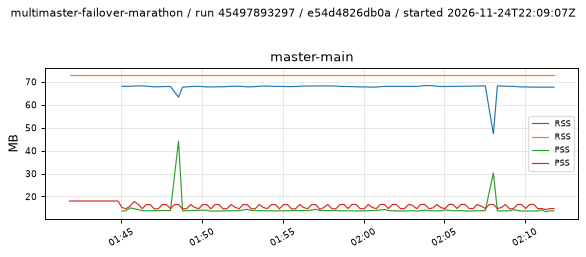 multimaster-failover-marathon / run 45497893297 / e54d4826db0a / started 2026-11-24T22:09:07Z
master-main
MB
70
60
50
40
30
20
RSS
RSS
PSS
PSS
01:45
01:50
01:55
02:00
02:05
02:10